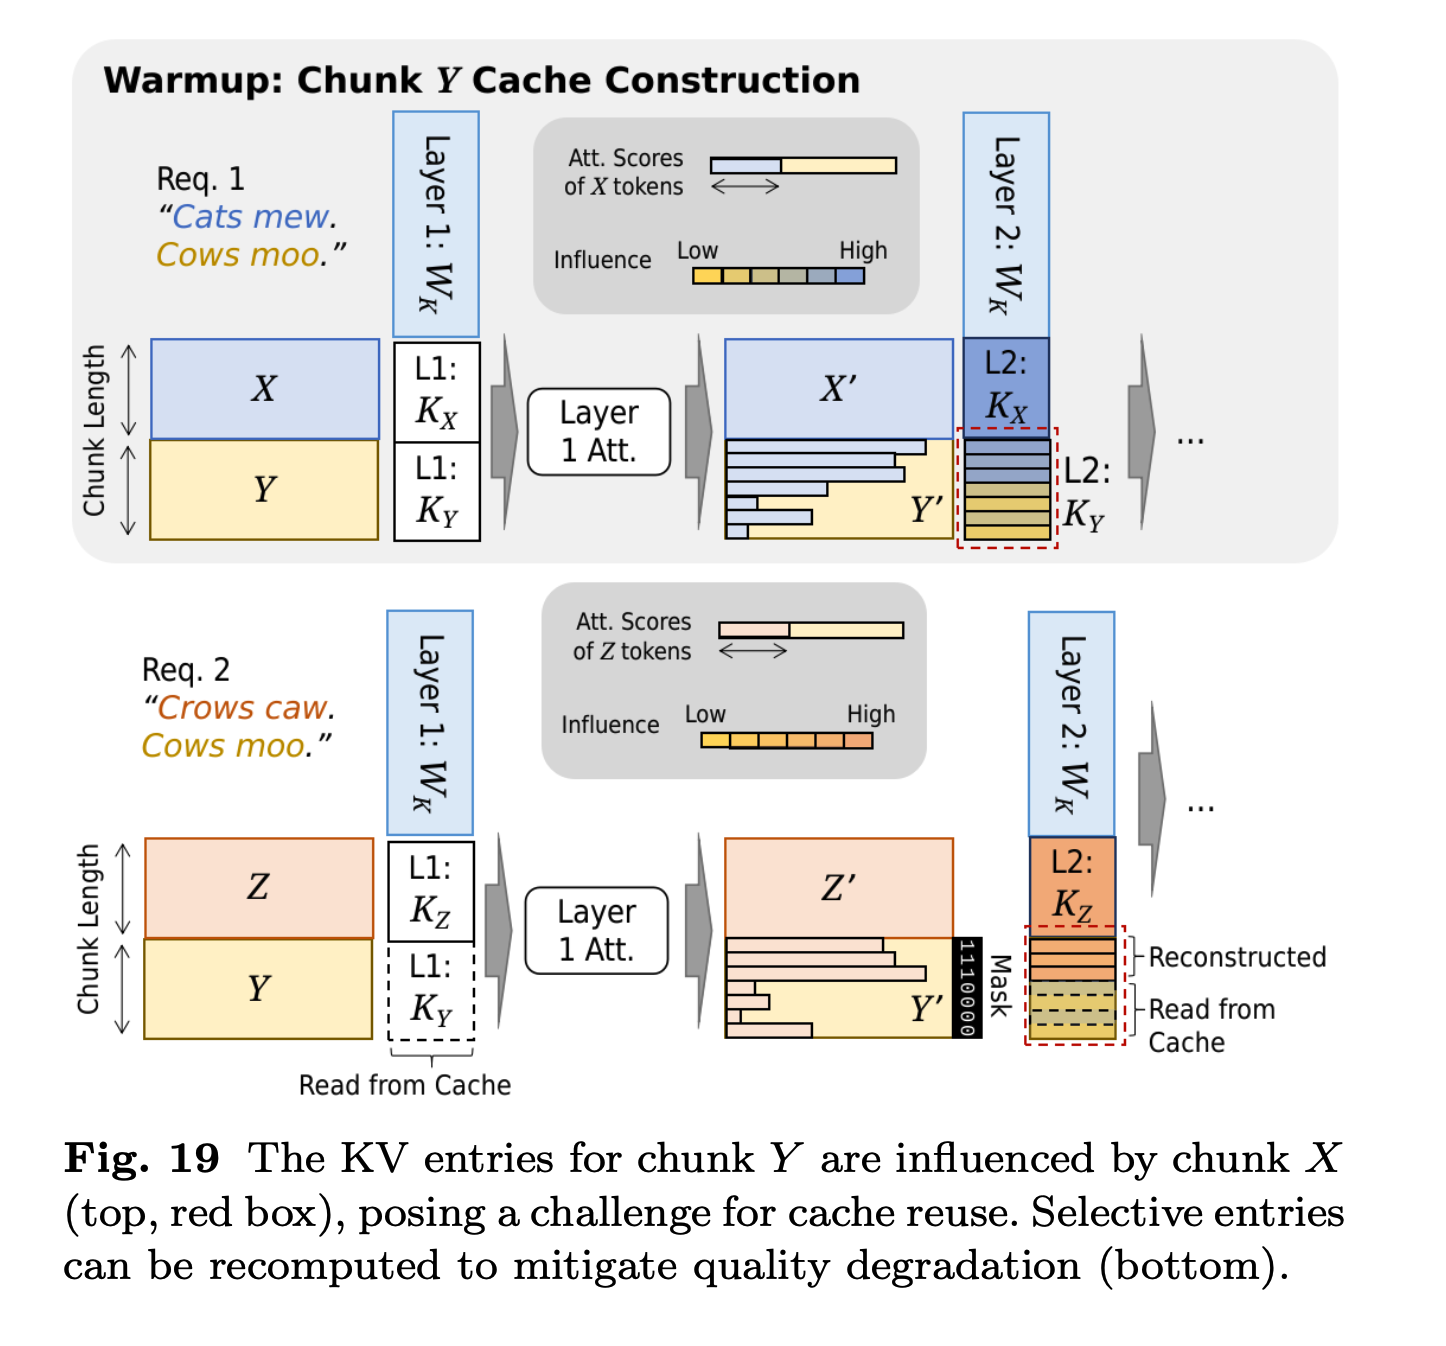 Warmup: Chunk Y Cache Construction
Req. 1
“Cats mew.
Cows moo.”
Layer 1: W_K
Att. Scores
of X tokens
Influence
Low
High
Layer 2: W_K
Chunk Length
X
Y
L1:
K_X
L1:
K_Y
Layer
1 Att.
X′
Y′
L2:
K_X
L2:
K_Y
...
Req. 2
“Crows caw.
Cows moo.”
Layer 1: W_K
Att. Scores
of Z tokens
Influence
Low
High
Layer 2: W_K
...
Chunk Length
Z
Y
L1:
K_Z
L1:
K_Y
Read from Cache
Layer
1 Att.
Z′
Y′
1110000
Mask
L2:
K_Z
Reconstructed
Read from
Cache
Fig. 19 The KV entries for chunk Y are influenced by chunk X
(top, red box), posing a challenge for cache reuse. Selective entries
can be recomputed to mitigate quality degradation (bottom).